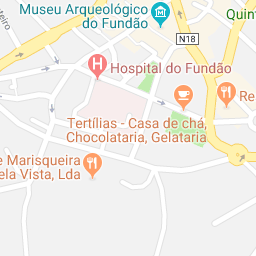 Museu Arqueológico
do Fundão
Quin
N18
Hospital do Fundão
Re
Tertílias - Casa de chá,
Chocolataria, Gelataria
e Marisqueira
ela Vista, Lda